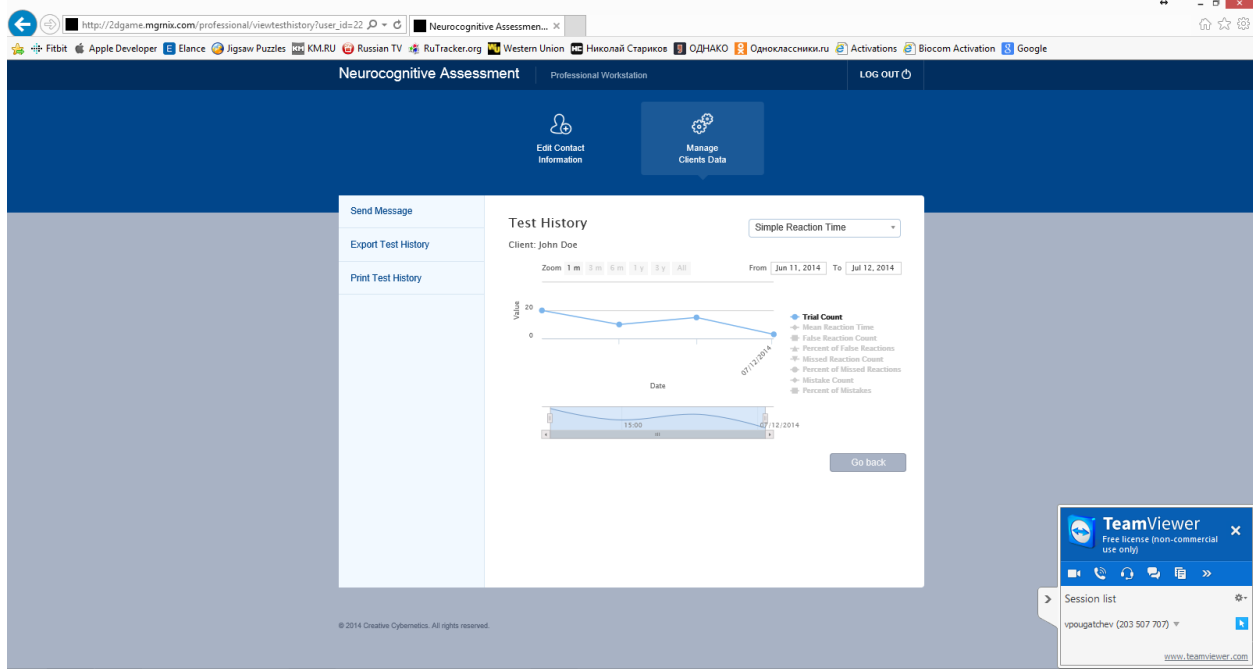 http://2dgame.mgrnix.com/professional/viewtesthistory?user_id=22
Neurocognitive Assessmen...
Fitbit Apple Developer Elance Jigsaw Puzzles KM.RU Russian TV RuTracker.org Western Union Николай Стариков ОДНАКО Одноклассники.ru Activations Biocom Activation Google
Neurocognitive Assessment Professional Workstation LOG OUT
Edit Contact
Information
Manage
Clients Data
Send Message
Export Test History
Print Test History
Test History
Simple Reaction Time
Client: John Doe
Zoom 1 m 3 m 6 m 1 y 3 y All From Jun 11, 2014 To Jul 12, 2014
Value
20
0
07/12/2014
Date
Trial Count
Mean Reaction Time
False Reaction Count
Percent of False Reactions
Missed Reaction Count
Percent of Missed Reactions
Mistake Count
Percent of Mistakes
15:00 07/12/2014
Go back
© 2014 Creative Cybernetics. All rights reserved.
TeamViewer
Free license (non-commercial
use only)
Session list
vpougatchev (203 507 707)
www.teamviewer.com